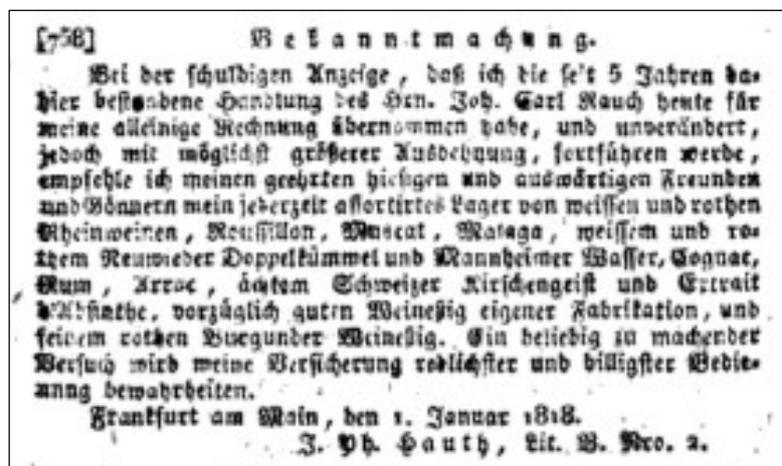 [758] Bekanntmachung.
Bei der schuldigen Anzeige, daß ich die seit 5 Jahren da-
hier bestandene Handlung des Hrn. Joh. Carl Rauch heute für
meine alleinige Rechnung übernommen habe, und unverändert,
jedoch mit möglichst größerer Ausdehnung, fortführen werde,
empfehle ich meinen geehrten hiesigen und auswärtigen Freunden
und Gönnern mein jederzeit assortirtes Lager von weissen und rothen
Rheinweinen, Roussillon, Muscat, Malaga, weissem und ro-
them Neuwieder Doppelkümmel und Mannheimer Wasser, Cognac,
Rum, Arrac, ächtem Schweizer Kirschengeist und Extrait
d'Absinthe, vorzüglich guten Weineßig eigener Fabrikation, und
feinem rothen Burgunder Weineßig. Ein beliebig zu machender
Versuch wird meine Versicherung redlichster und billigster Bedie-
nung bewahrheiten.
Frankfurt am Main, den 1. Januar 1818.
J. Ph. Hauth, Lit. B. Nro. 2.